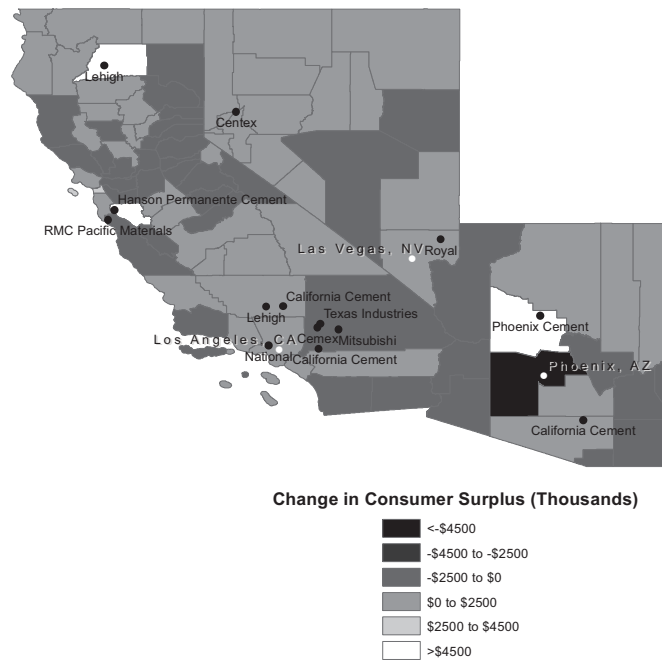 Lehigh
Centex
Hanson Permanente Cement
RMC Pacific Materials
Las Vegas, NV
Royal
California Cement
Lehigh
Texas Industries
Phoenix Cement
Los Angeles, CA
Cemex
Mitsubishi
National
California Cement
Phoenix, AZ
California Cement
Change in Consumer Surplus (Thousands)
<-$4500
-$4500 to -$2500
-$2500 to $0
$0 to $2500
$2500 to $4500
>$4500